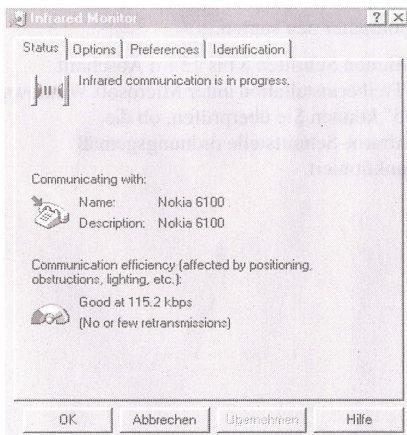 Infrared Monitor
Status
Options
Preferences
Identification
Infrared communication is in progress.
Communicating with:
Name: Nokia 6100
Description: Nokia 6100
Communication efficiency (affected by positioning,
obstructions, lighting, etc.):
Good at 115.2 kbps
(No or few retransmissions)
OK
Abbrechen
Übernehmen
Hilfe